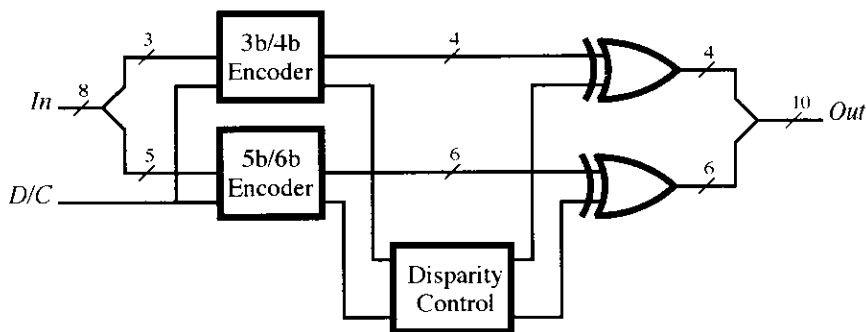 3
3b/4b
Encoder
4
4
In
8
10
Out
5
5b/6b
Encoder
6
6
D/C
Disparity
Control